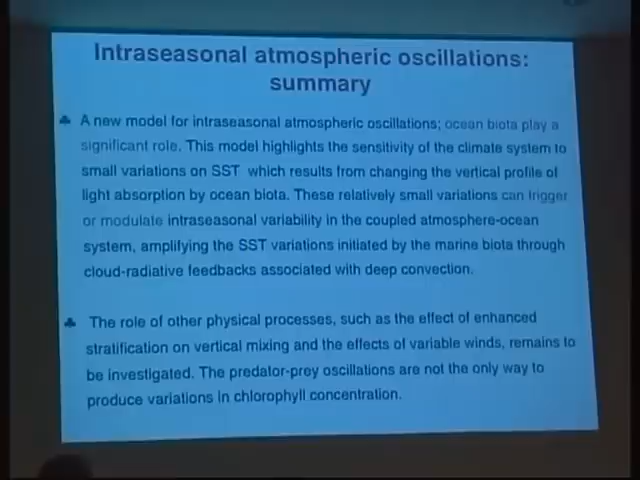 Intraseasonal atmospheric oscillations:
summary
♣ A new model for intraseasonal atmospheric oscillations; ocean biota play a
significant role. This model highlights the sensitivity of the climate system to
small variations on SST which results from changing the vertical profile of
light absorption by ocean biota. These relatively small variations can trigger
or modulate intraseasonal variability in the coupled atmosphere-ocean
system, amplifying the SST variations initiated by the marine biota through
cloud-radiative feedbacks associated with deep convection.
♣ The role of other physical processes, such as the effect of enhanced
stratification on vertical mixing and the effects of variable winds, remains to
be investigated. The predator-prey oscillations are not the only way to
produce variations in chlorophyll concentration.